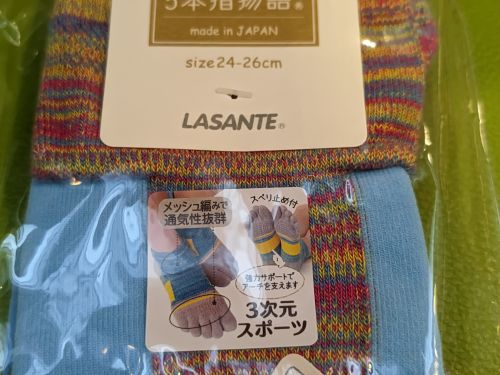 5本指物語®
made in JAPAN
size24-26cm
LASANTE®
メッシュ編みで
通気性抜群
スベリ止め付
強力サポートで
アーチを支えます
3次元
スポーツ